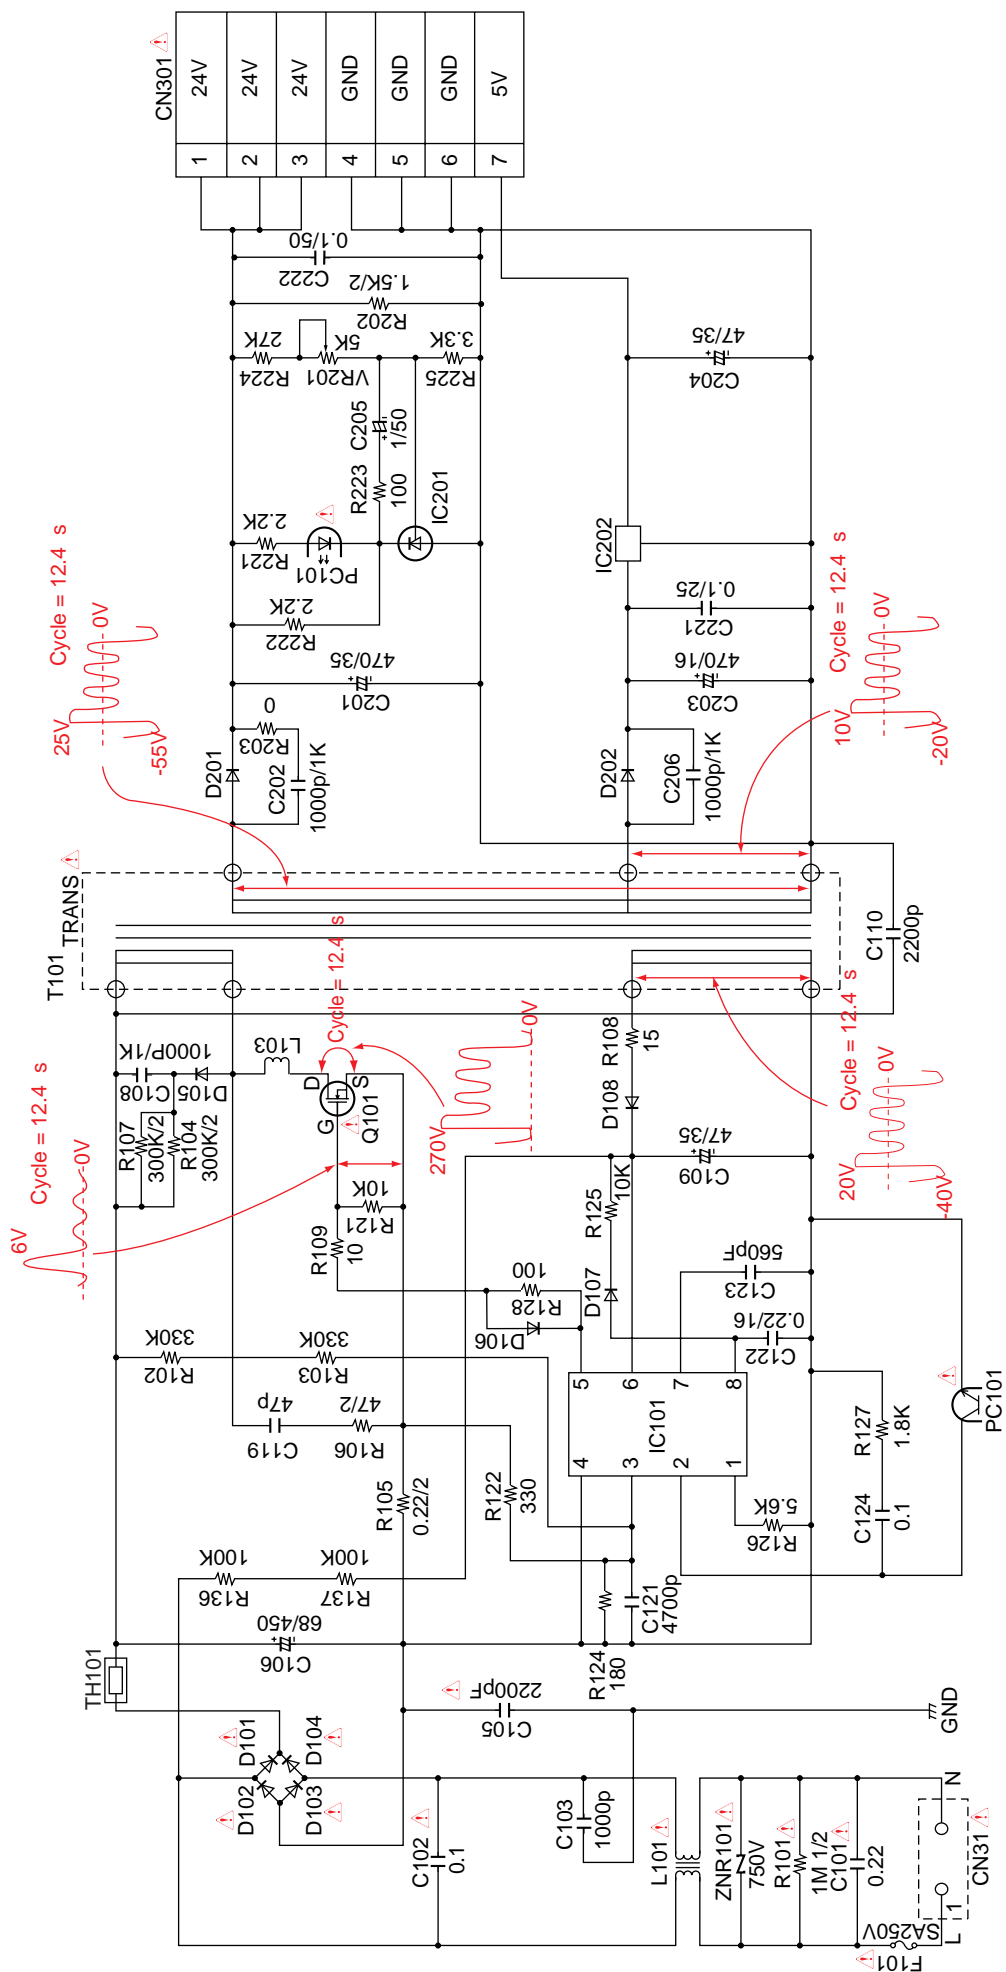 CN301
24V
24V
24V
GND
GND
GND
5V
1
2
3
4
5
6
7
0.1/50
C222
1.5K/2
R202
27K
R224
5K
VR201
3.3K
R225
C205
1/50
R223
100
IC201
2.2K
R221
PC101
2.2K
R222
470/35
C201
0
R203
D201
C202
1000p/1K
47/35
C204
IC202
0.1/25
C221
470/16
C203
D202
C206
1000p/1K
Cycle = 12.4 s
25V
0V
-55V
Cycle = 12.4 s
10V
0V
-20V
T101
TRANS
C110
2200p
1000P/1K
C108
D105
R107
300K/2
R104
300K/2
L103
D
S
G
Q101
Cycle = 12.4 s
270V
0V
Cycle = 12.4 s
6V
0V
R108
15
D108
47/35
C109
Cycle = 12.4 s
20V
0V
-40V
10K
R121
R109
10
R125
10K
100
R128
D106
D107
560pF
C123
0.22/16
C122
330K
R102
330K
R103
47p
C119
47/2
R106
R105
0.22/2
R122
330
IC101
5
6
7
8
4
3
2
1
5.6K
R126
R127
1.8K
C124
0.1
PC101
100K
R136
100K
R137
68/450
C106
TH101
R124
180
C121
4700p
D101
D104
D102
D103
2200pF
C105
GND
C102
0.1
C103
1000p
L101
ZNR101
750V
R101
1M 1/2
C101
0.22
N
CN31
L
1
5A250V
F101